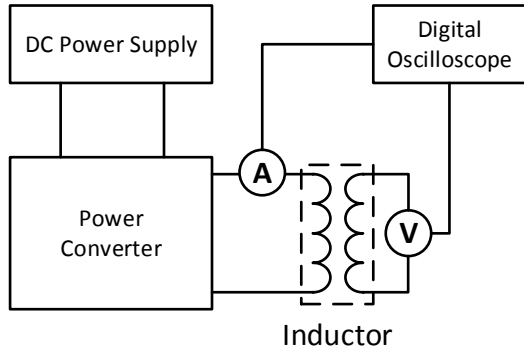 DC Power Supply
Digital
Oscilloscope
A
Power
Converter
V
Inductor